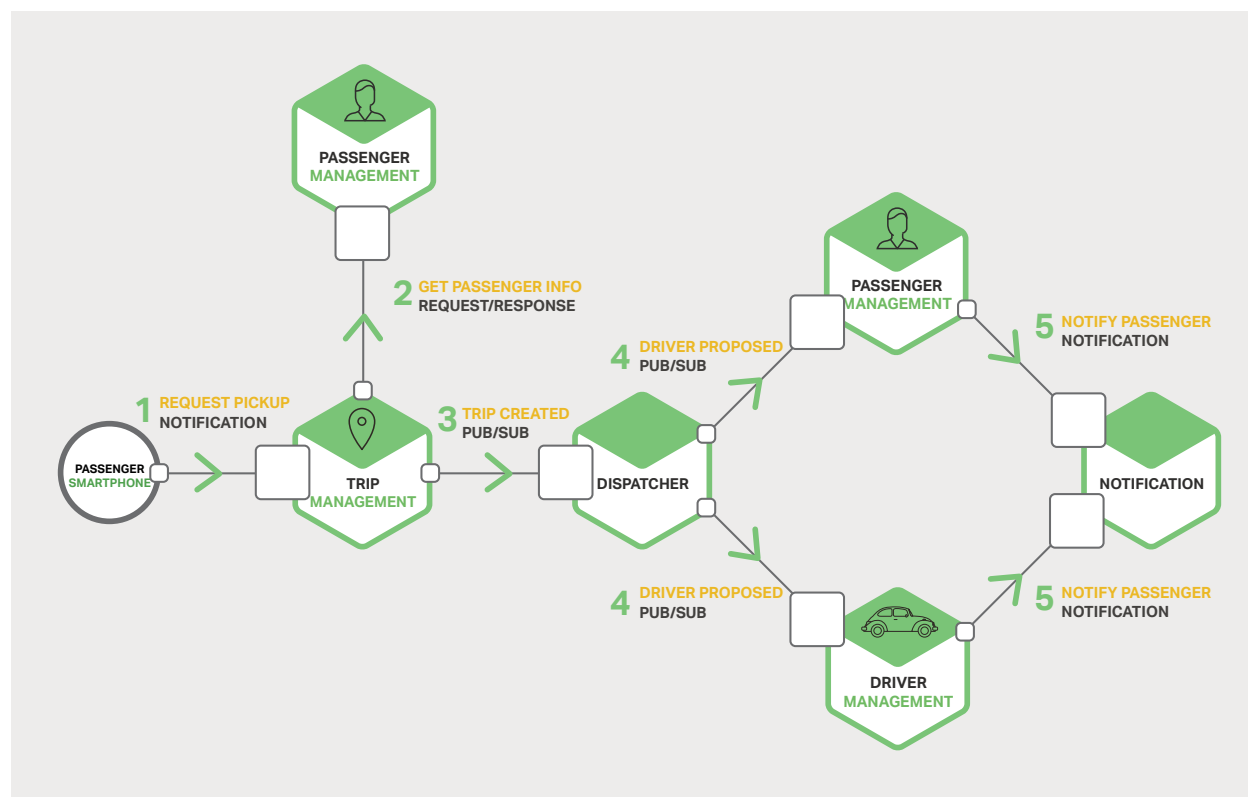 PASSENGER
MANAGEMENT
2 GET PASSENGER INFO
REQUEST/RESPONSE
1 REQUEST PICKUP
NOTIFICATION
PASSENGER
SMARTPHONE
TRIP
MANAGEMENT
3 TRIP CREATED
PUB/SUB
DISPATCHER
4 DRIVER PROPOSED
PUB/SUB
PASSENGER
MANAGEMENT
5 NOTIFY PASSENGER
NOTIFICATION
NOTIFICATION
4 DRIVER PROPOSED
PUB/SUB
DRIVER
MANAGEMENT
5 NOTIFY PASSENGER
NOTIFICATION